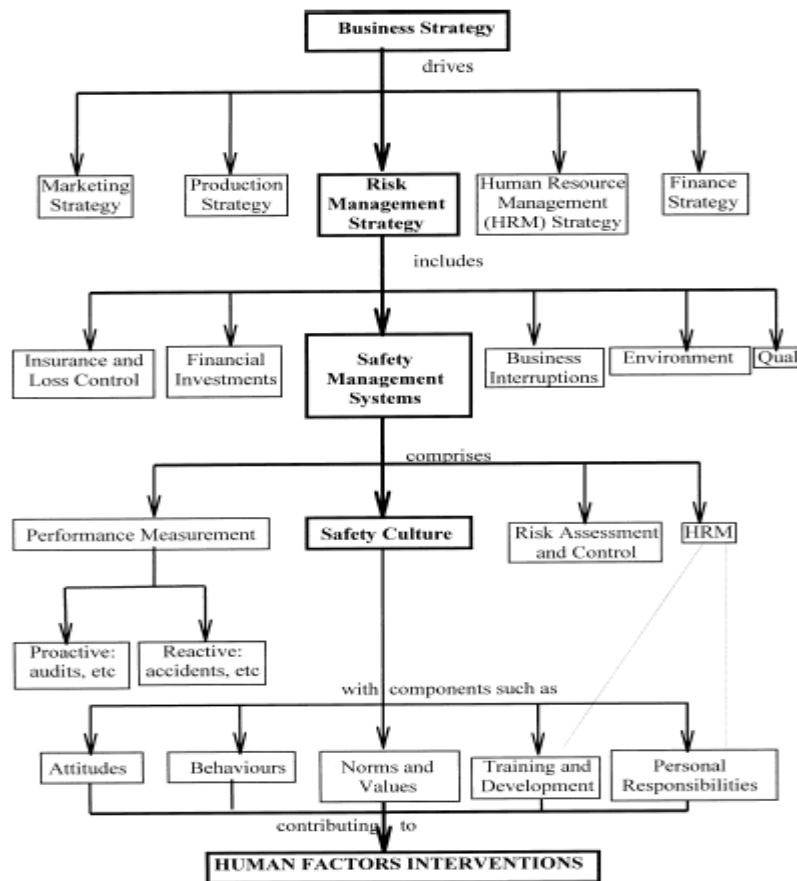 Business Strategy
drives
Marketing
Strategy
Production
Strategy
Risk
Management
Strategy
Human Resource
Management
(HRM) Strategy
Finance
Strategy
includes
Insurance and
Loss Control
Financial
Investments
Safety
Management
Systems
Business
Interruptions
Environment
Qual
comprises
Performance Measurement
Safety Culture
Risk Assessment
and Control
HRM
Proactive:
audits, etc
Reactive:
accidents, etc
with components such as
Attitudes
Behaviours
Norms and
Values
Training and
Development
Personal
Responsibilities
contributing to
HUMAN FACTORS INTERVENTIONS